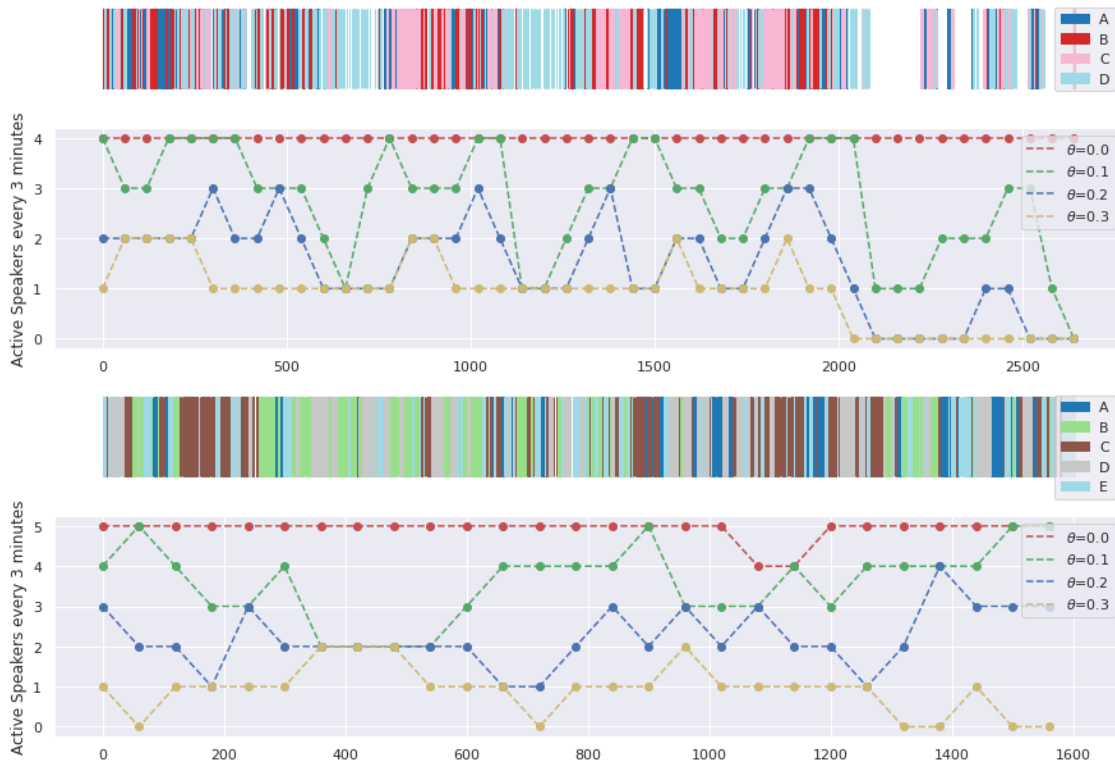 A
B
C
D
Active Speakers every 3 minutes
4
3
2
1
0
θ=0.0
θ=0.1
θ=0.2
θ=0.3
0 500 1000 1500 2000 2500
A
B
C
D
E
Active Speakers every 3 minutes
5
4
3
2
1
0
θ=0.0
θ=0.1
θ=0.2
θ=0.3
0 200 400 600 800 1000 1200 1400 1600